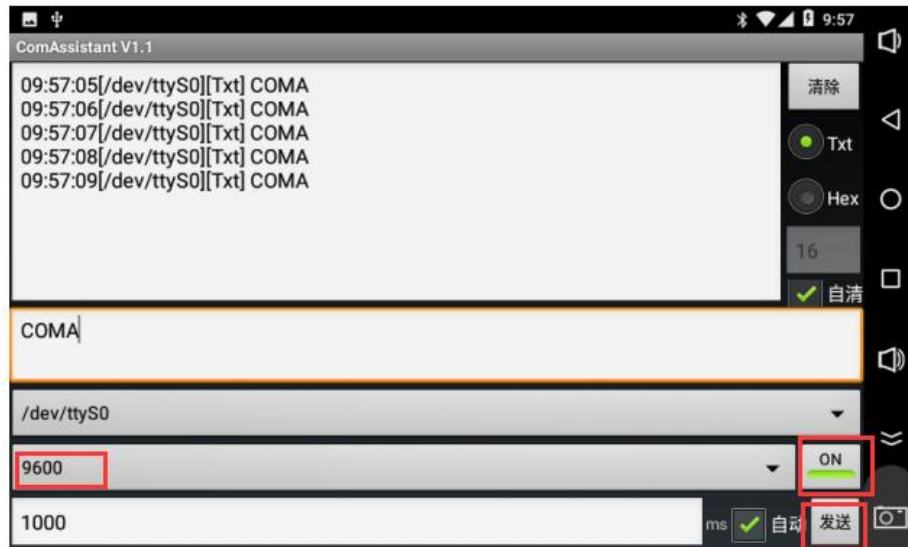 9:57
ComAssistant V1.1
09:57:05[/dev/ttyS0][Txt] COMA
09:57:06[/dev/ttyS0][Txt] COMA
09:57:07[/dev/ttyS0][Txt] COMA
09:57:08[/dev/ttyS0][Txt] COMA
09:57:09[/dev/ttyS0][Txt] COMA
清除
Txt
Hex
16
自清
COMA
/dev/ttyS0
9600
ON
1000
ms
自动
发送